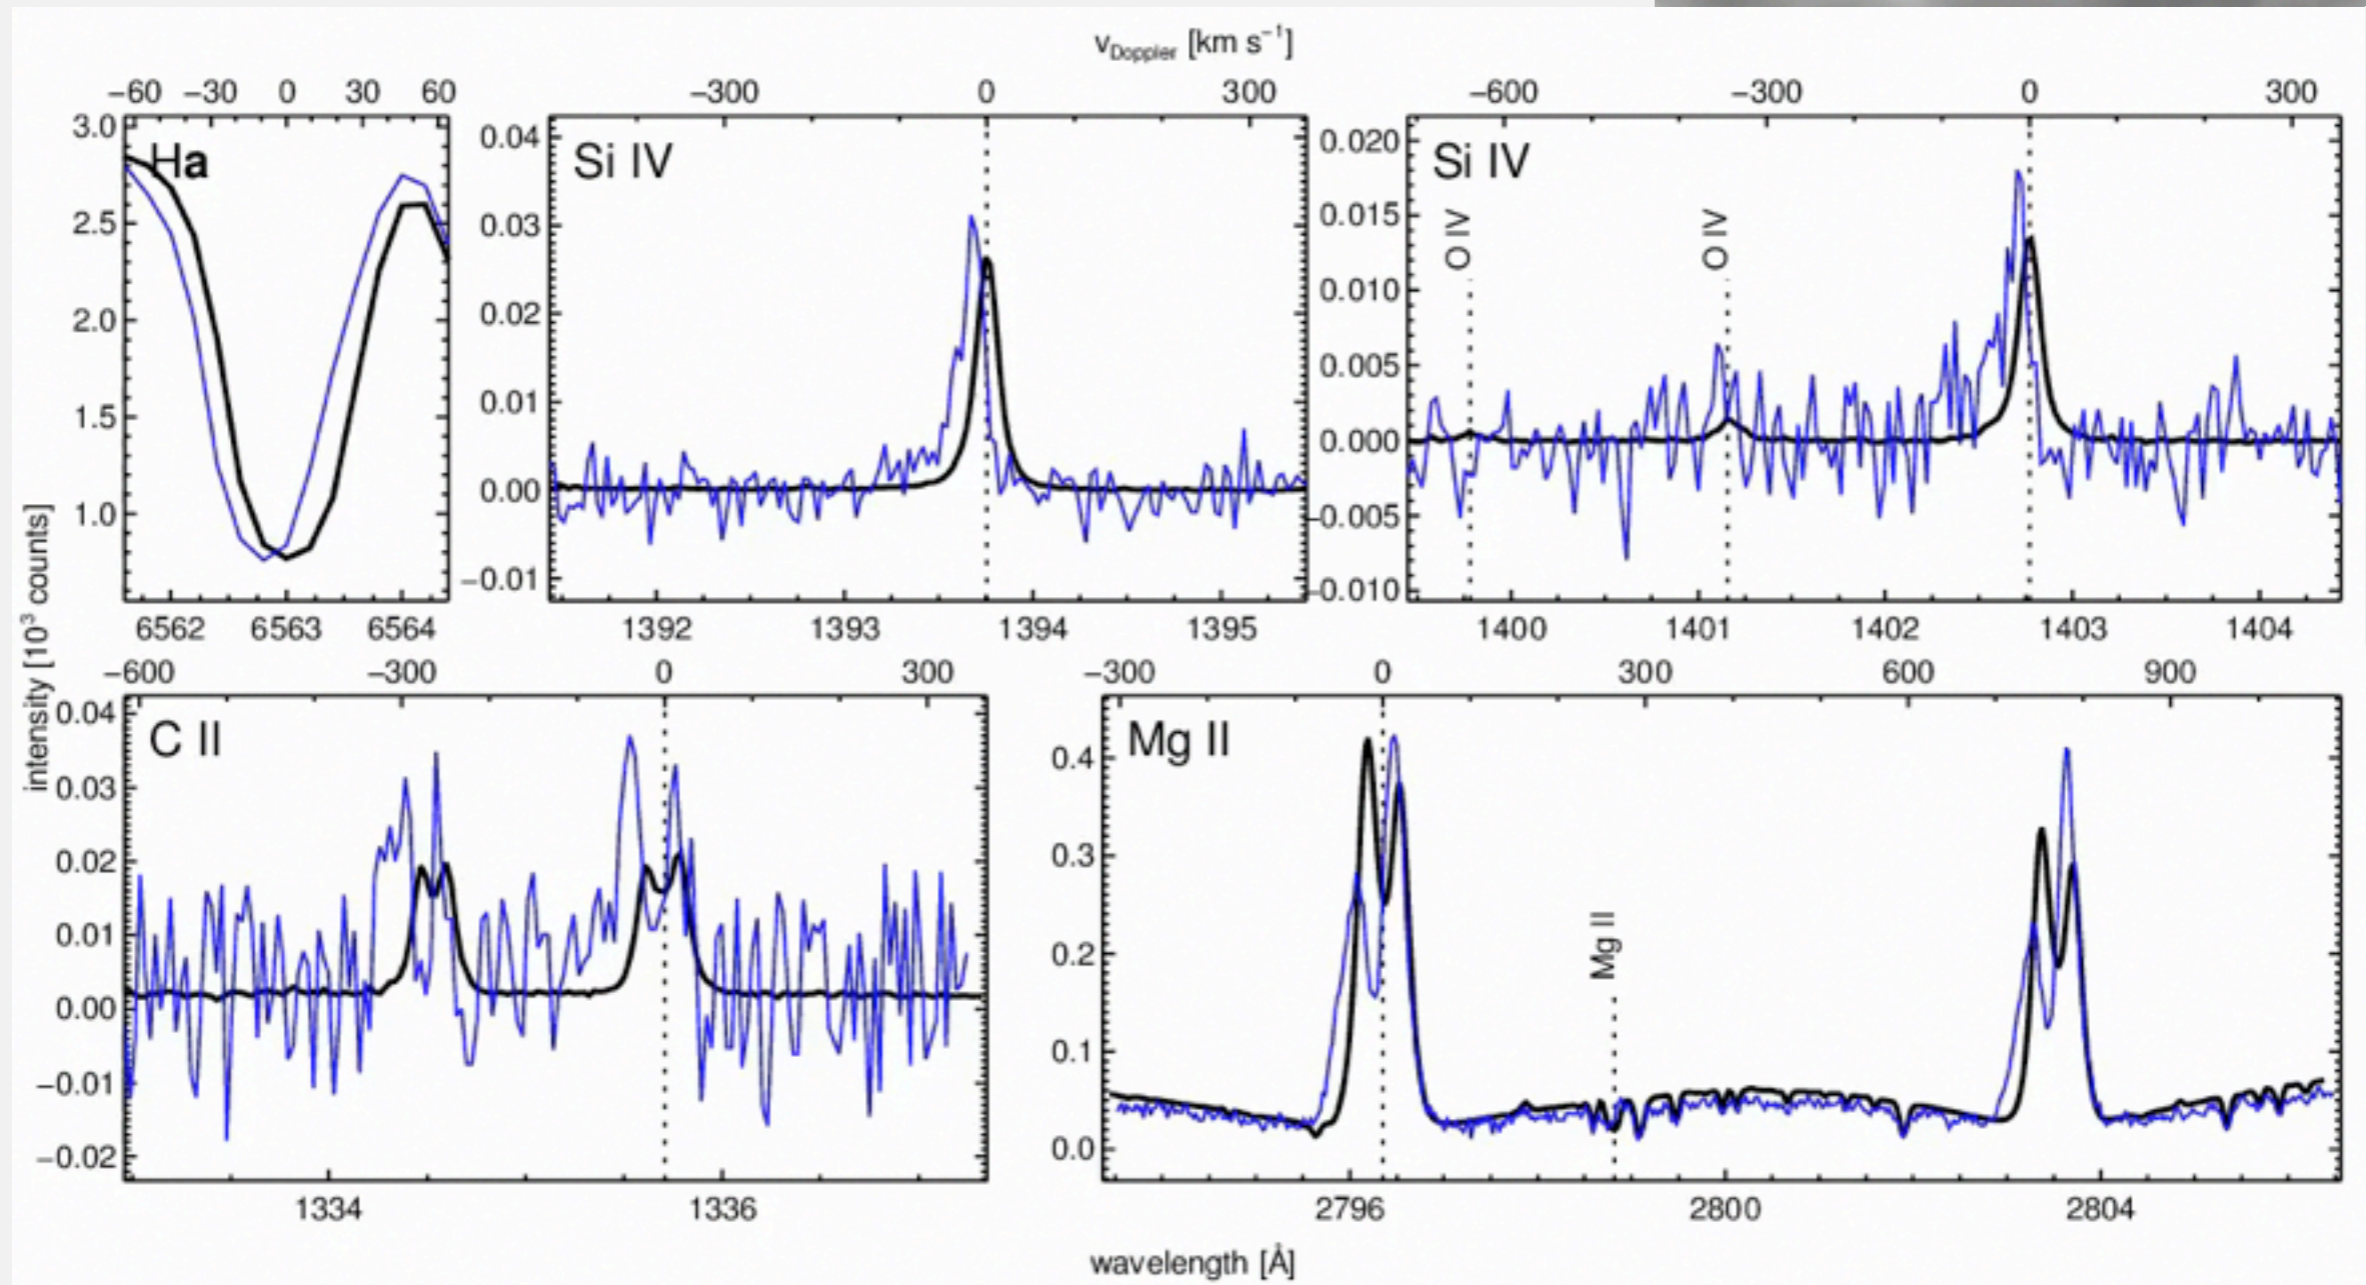 vDoppler [km s⁻¹]
−60 −30 0 30 60
−300 0 300
−600 −300 0 300
Ha
3.0
2.5
2.0
1.5
1.0
6562 6563 6564
Si IV
0.04
0.03
0.02
0.01
0.00
−0.01
1392 1393 1394 1395
Si IV
O IV
O IV
0.020
0.015
0.010
0.005
0.000
−0.005
−0.010
1400 1401 1402 1403 1404
intensity [10³ counts]
−600 −300 0 300
C II
0.04
0.03
0.02
0.01
0.00
−0.01
−0.02
1334 1336
−300 0 300 600 900
Mg II
Mg II
0.4
0.3
0.2
0.1
0.0
2796 2800 2804
wavelength [Å]